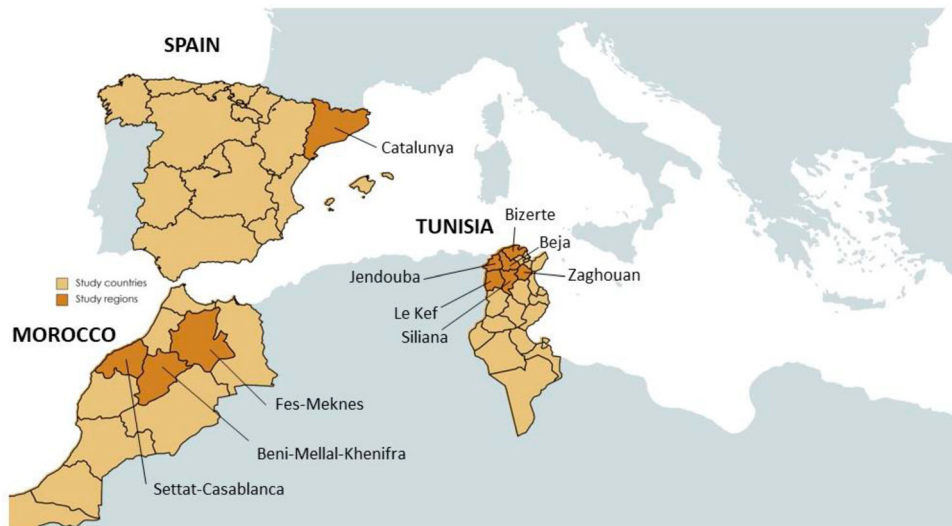 SPAIN
Catalunya
TUNISIA
Bizerte
Beja
Jendouba
Zaghouan
Le Kef
Siliana
Study countries
Study regions
MOROCCO
Fes-Meknes
Beni-Mellal-Khenifra
Settat-Casablanca